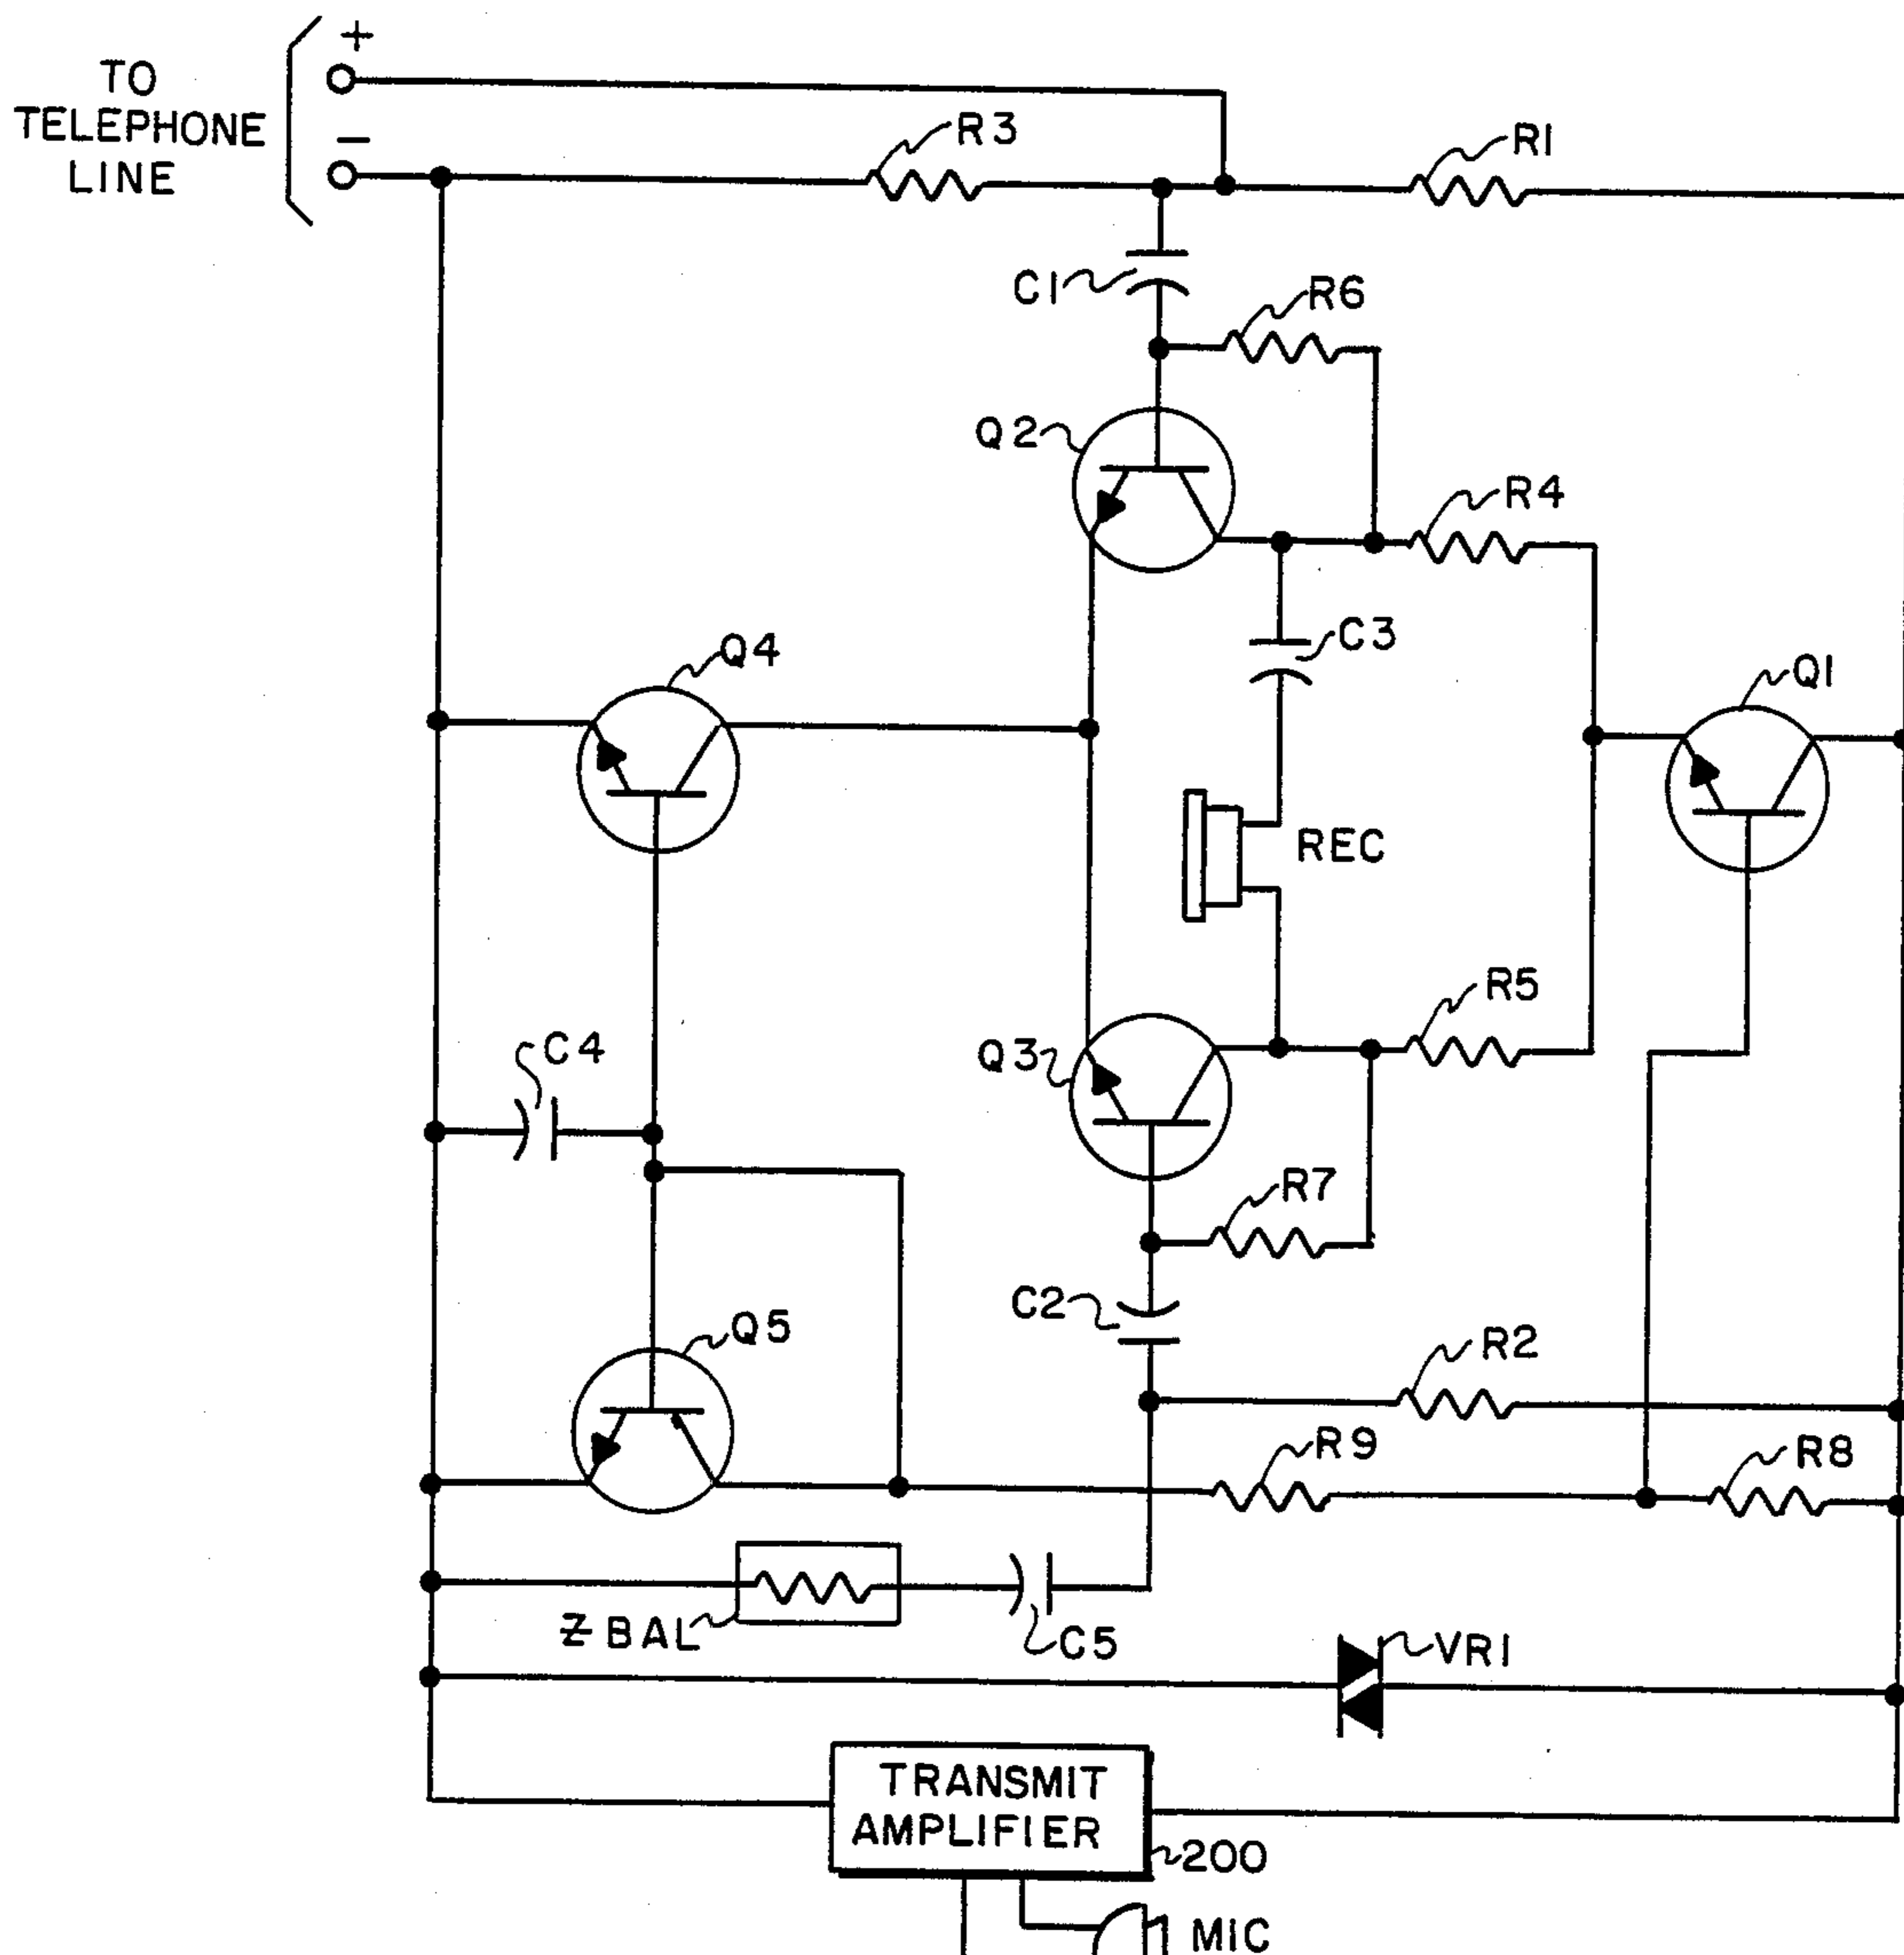 +
TO
TELEPHONE
LINE
−
R3
R1
C1
R6
Q2
R4
C3
Q4
Q1
REC
R5
C4
Q3
R7
C2
Q5
R2
R9
R8
Z BAL
C5
VR1
TRANSMIT
AMPLIFIER
200
MIC